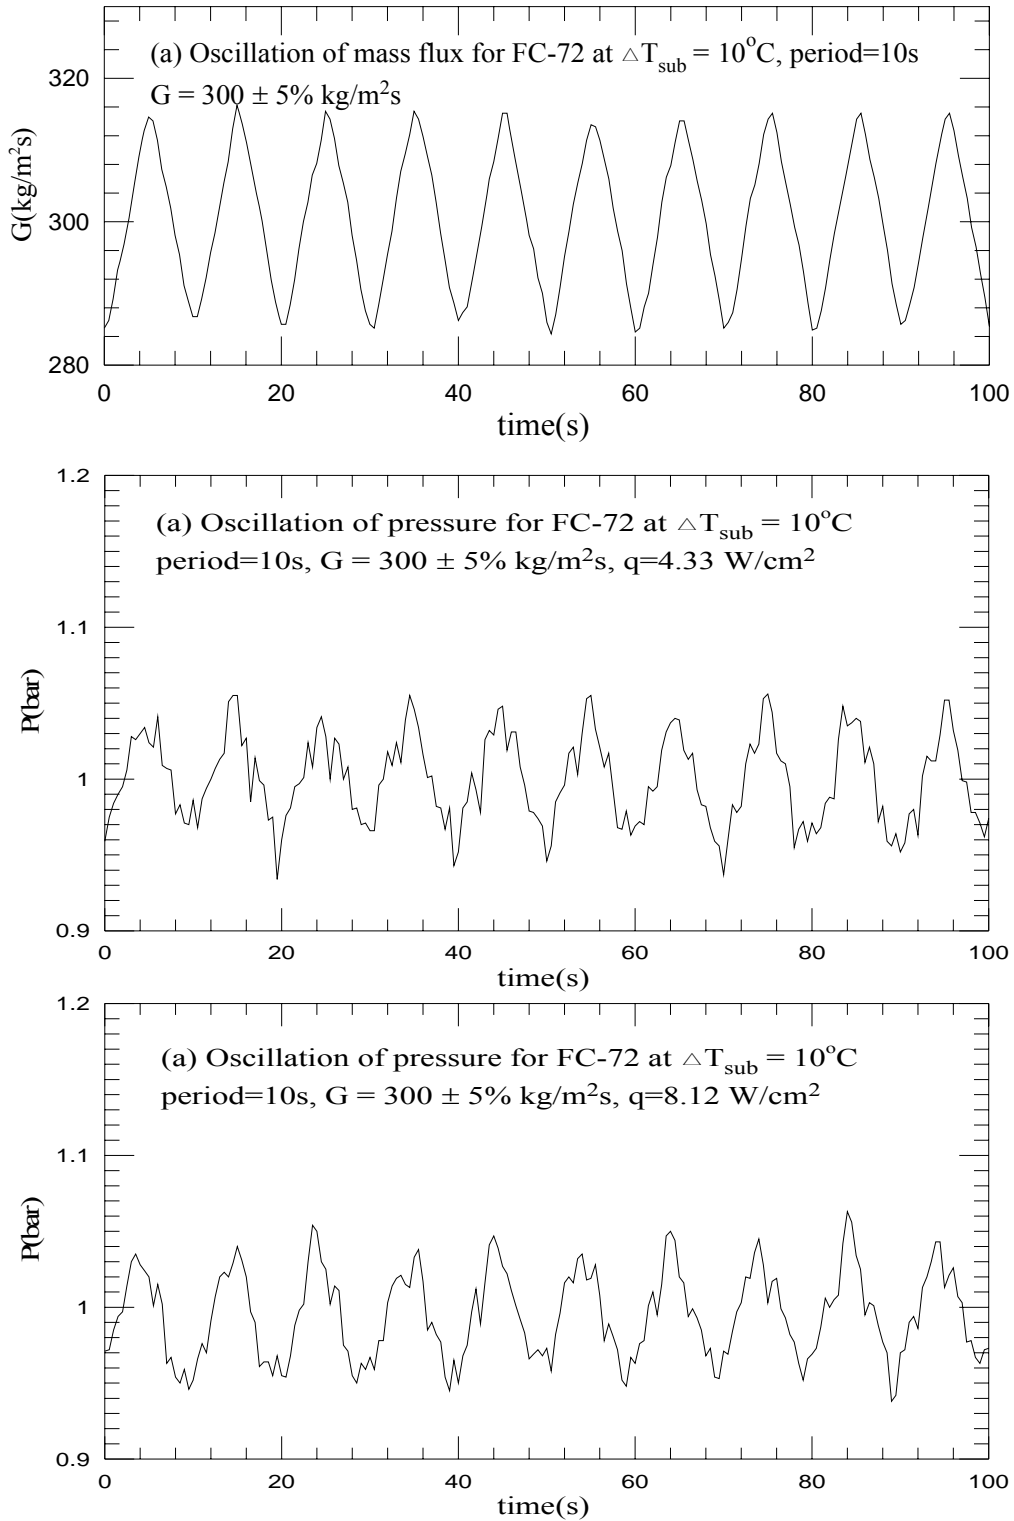 (a) Oscillation of mass flux for FC-72 at △T_sub = 10°C, period=10s
G = 300 ± 5% kg/m²s
G(kg/m²s)
320
300
280
0 20 40 60 80 100
time(s)
(a) Oscillation of pressure for FC-72 at △T_sub = 10°C
period=10s, G = 300 ± 5% kg/m²s, q=4.33 W/cm²
P(bar)
1.2
1.1
1
0.9
0 20 40 60 80 100
time(s)
(a) Oscillation of pressure for FC-72 at △T_sub = 10°C
period=10s, G = 300 ± 5% kg/m²s, q=8.12 W/cm²
P(bar)
1.2
1.1
1
0.9
0 20 40 60 80 100
time(s)